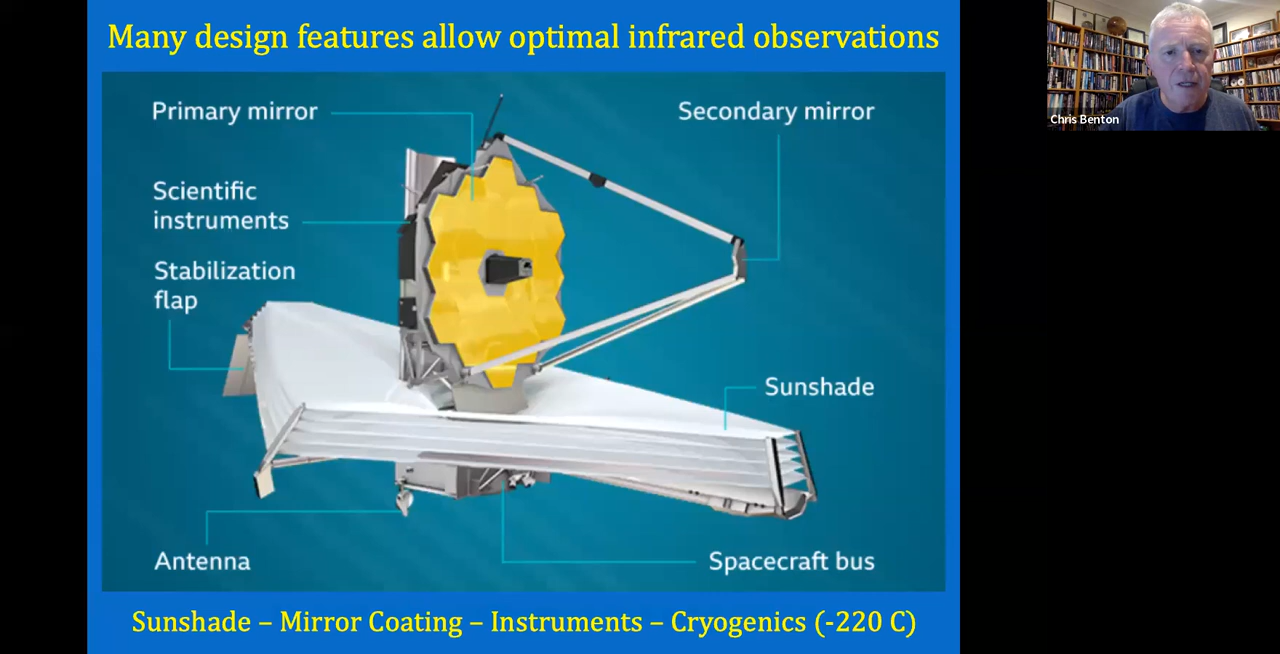 Many design features allow optimal infrared observations
Primary mirror
Secondary mirror
Scientific
instruments
Stabilization
flap
Sunshade
Antenna
Spacecraft bus
Sunshade – Mirror Coating – Instruments – Cryogenics (-220 C)
Chris Benton